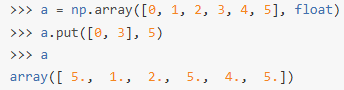 >>> a = np.array([0, 1, 2, 3, 4, 5], float)
>>> a.put([0, 3], 5)
>>> a
array([ 5., 1., 2., 5., 4., 5.])